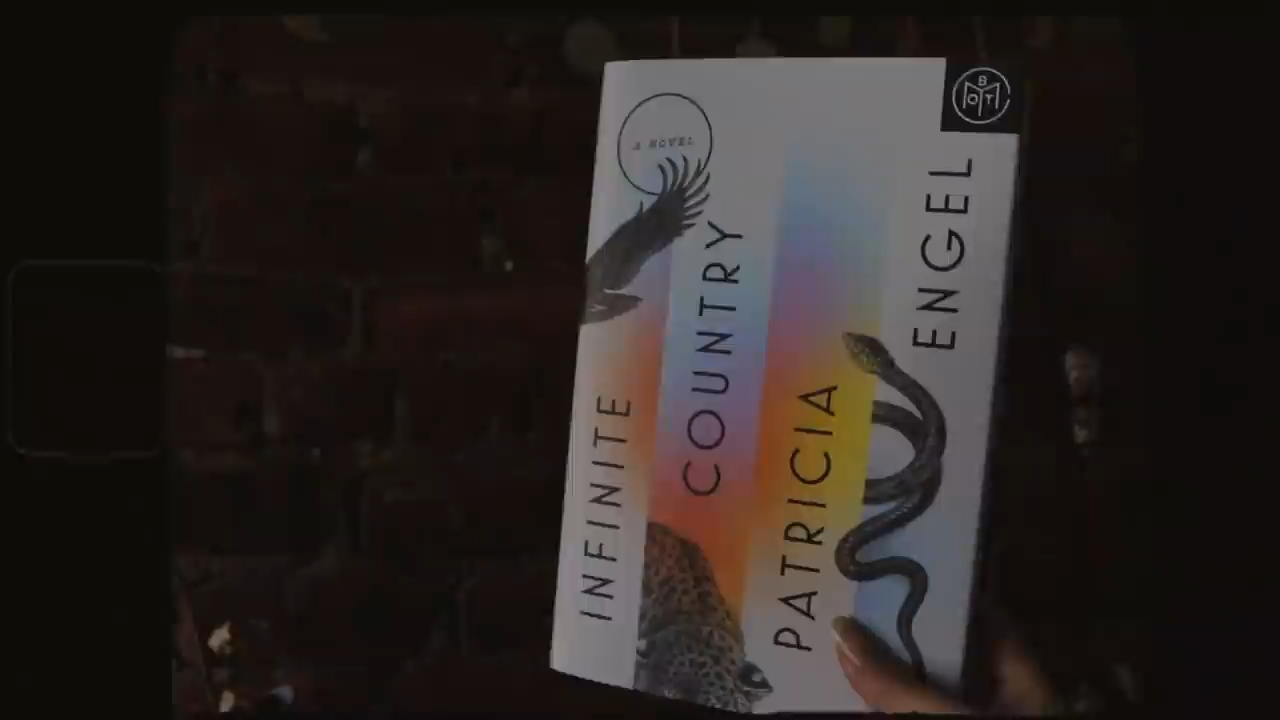 A NOVEL
INFINITE
COUNTRY
PATRICIA
ENGEL
BOTM